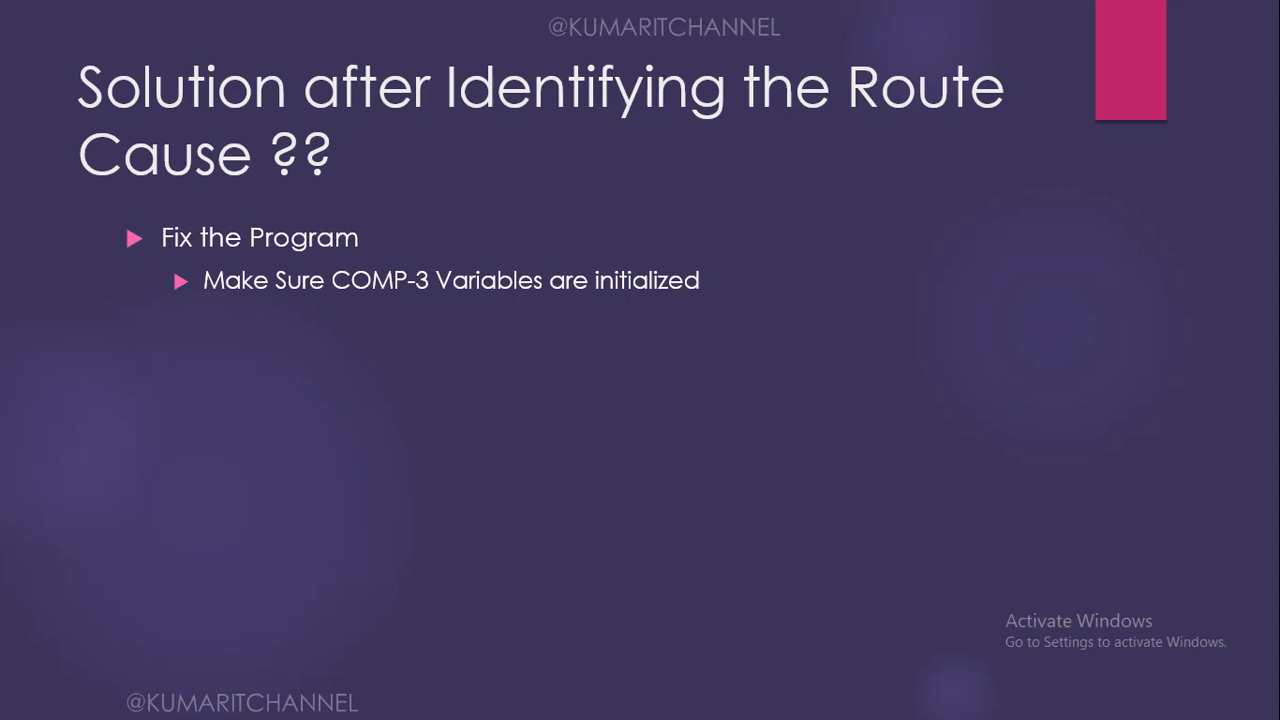 @KUMARITCHANNEL
Solution after Identifying the Route
Cause ??
Fix the Program
Make Sure COMP-3 Variables are initialized
Activate Windows
Go to Settings to activate Windows.
@KUMARITCHANNEL